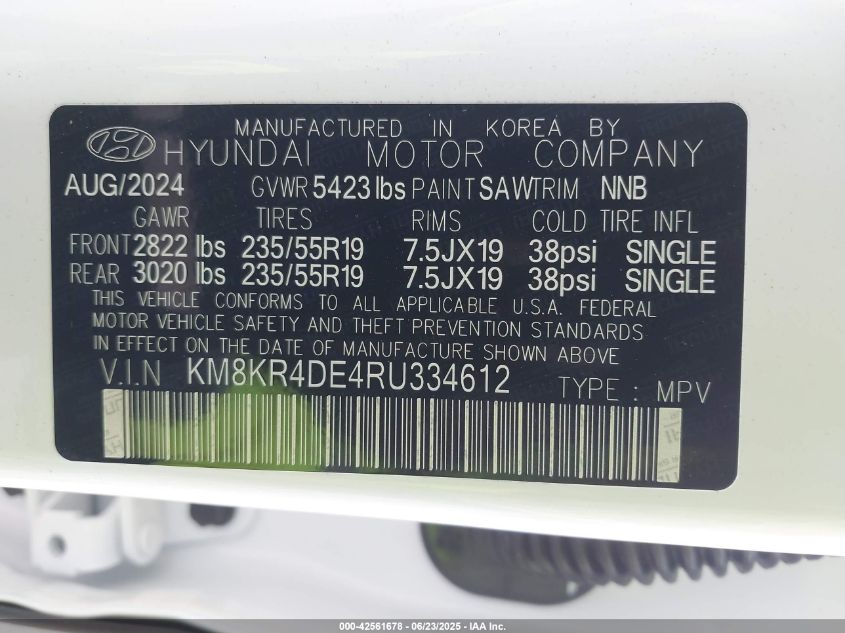 MANUFACTURED IN KOREA BY
HYUNDAI MOTOR COMPANY
AUG/2024 GVWR 5423 lbs PAINT SAW TRIM NNB
GAWR TIRES RIMS COLD TIRE INFL
FRONT 2822 lbs 235/55R19 7.5JX19 38psi SINGLE
REAR 3020 lbs 235/55R19 7.5JX19 38psi SINGLE
THIS VEHICLE CONFORMS TO ALL APPLICABLE U.S.A. FEDERAL
MOTOR VEHICLE SAFETY AND THEFT PREVENTION STANDARDS
IN EFFECT ON THE DATE OF MANUFACTURE SHOWN ABOVE
V.I.N KM8KR4DE4RU334612 TYPE : MPV
000-42561678 - 06/23/2025 - IAA Inc.